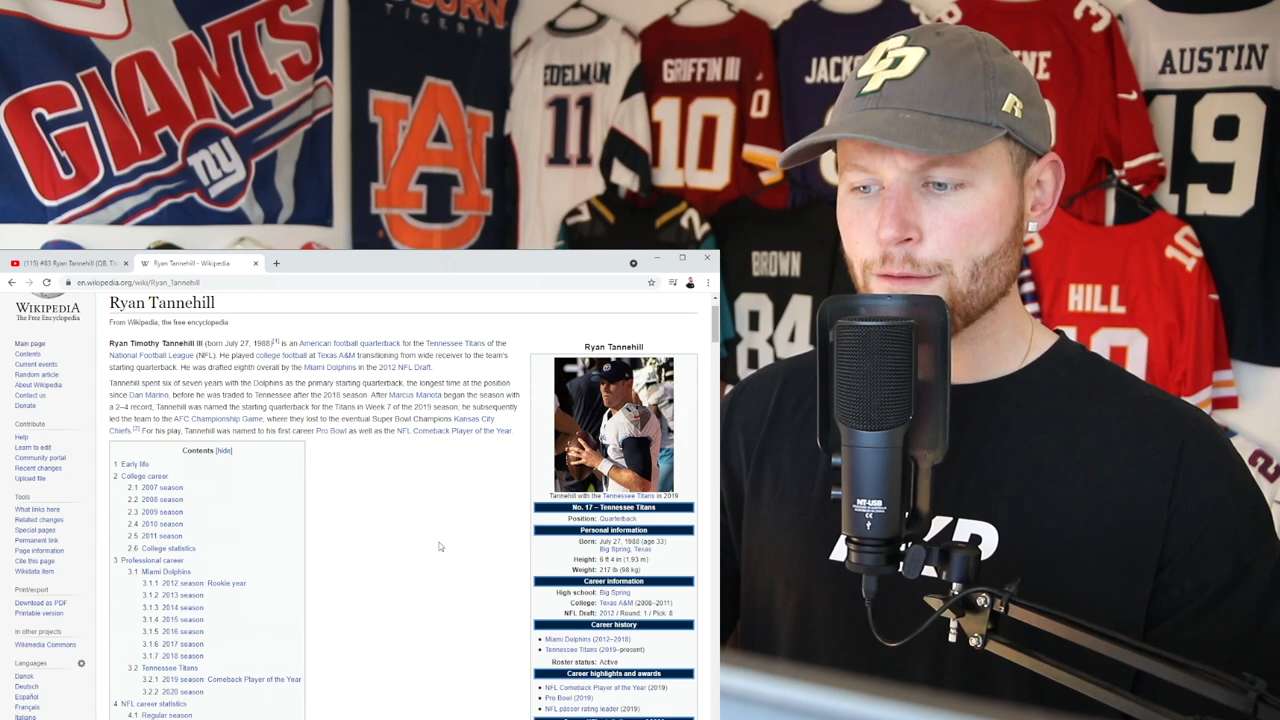 GIANTS
ny
AUBURN
TIGERS
AU
EDELMAN
11
GRIFFIN III
10
JACKS
AUSTIN
19
BROWN
84
HILL
10
CP
R
NT-USB
(115) #83 Ryan Tannehill (QB, Tit
Ryan Tannehill - Wikipedia
en.wikipedia.org/wiki/Ryan_Tannehill
WIKIPEDIA
The Free Encyclopedia
Main page
Contents
Current events
Random article
About Wikipedia
Contact us
Donate
Contribute
Help
Learn to edit
Community portal
Recent changes
Upload file
Tools
What links here
Related changes
Special pages
Permanent link
Page information
Cite this page
Wikidata item
Print/export
Download as PDF
Printable version
In other projects
Wikimedia Commons
Languages
Dansk
Deutsch
Español
Français
Italiano
Ryan Tannehill
From Wikipedia, the free encyclopedia
Ryan Timothy Tannehill III (born July 27, 1988)[1] is an American football quarterback for the Tennessee Titans of the
National Football League (NFL). He played college football at Texas A&M transitioning from wide receiver to the team's
starting quarterback. He was drafted eighth overall by the Miami Dolphins in the 2012 NFL Draft.
Tannehill spent six of seven years with the Dolphins as the primary starting quarterback, the longest time at the position
since Dan Marino, before he was traded to Tennessee after the 2018 season. After Marcus Mariota began the season with
a 2–4 record, Tannehill was named the starting quarterback for the Titans in Week 7 of the 2019 season; he subsequently
led the team to the AFC Championship Game, where they lost to the eventual Super Bowl Champions Kansas City
Chiefs.[2] For his play, Tannehill was named to his first career Pro Bowl as well as the NFL Comeback Player of the Year.
Contents [hide]
1 Early life
2 College career
2.1 2007 season
2.2 2008 season
2.3 2009 season
2.4 2010 season
2.5 2011 season
2.6 College statistics
3 Professional career
3.1 Miami Dolphins
3.1.1 2012 season: Rookie year
3.1.2 2013 season
3.1.3 2014 season
3.1.4 2015 season
3.1.5 2016 season
3.1.6 2017 season
3.1.7 2018 season
3.2 Tennessee Titans
3.2.1 2019 season: Comeback Player of the Year
3.2.2 2020 season
4 NFL career statistics
4.1 Regular season
Ryan Tannehill
Tannehill with the Tennessee Titans in 2019
No. 17 – Tennessee Titans
Position: Quarterback
Personal information
Born: July 27, 1988 (age 33)
Big Spring, Texas
Height: 6 ft 4 in (1.93 m)
Weight: 217 lb (98 kg)
Career information
High school: Big Spring
College: Texas A&M (2008–2011)
NFL Draft: 2012 / Round: 1 / Pick: 8
Career history
Miami Dolphins (2012–2018)
Tennessee Titans (2019–present)
Roster status: Active
Career highlights and awards
NFL Comeback Player of the Year (2019)
Pro Bowl (2019)
NFL passer rating leader (2019)